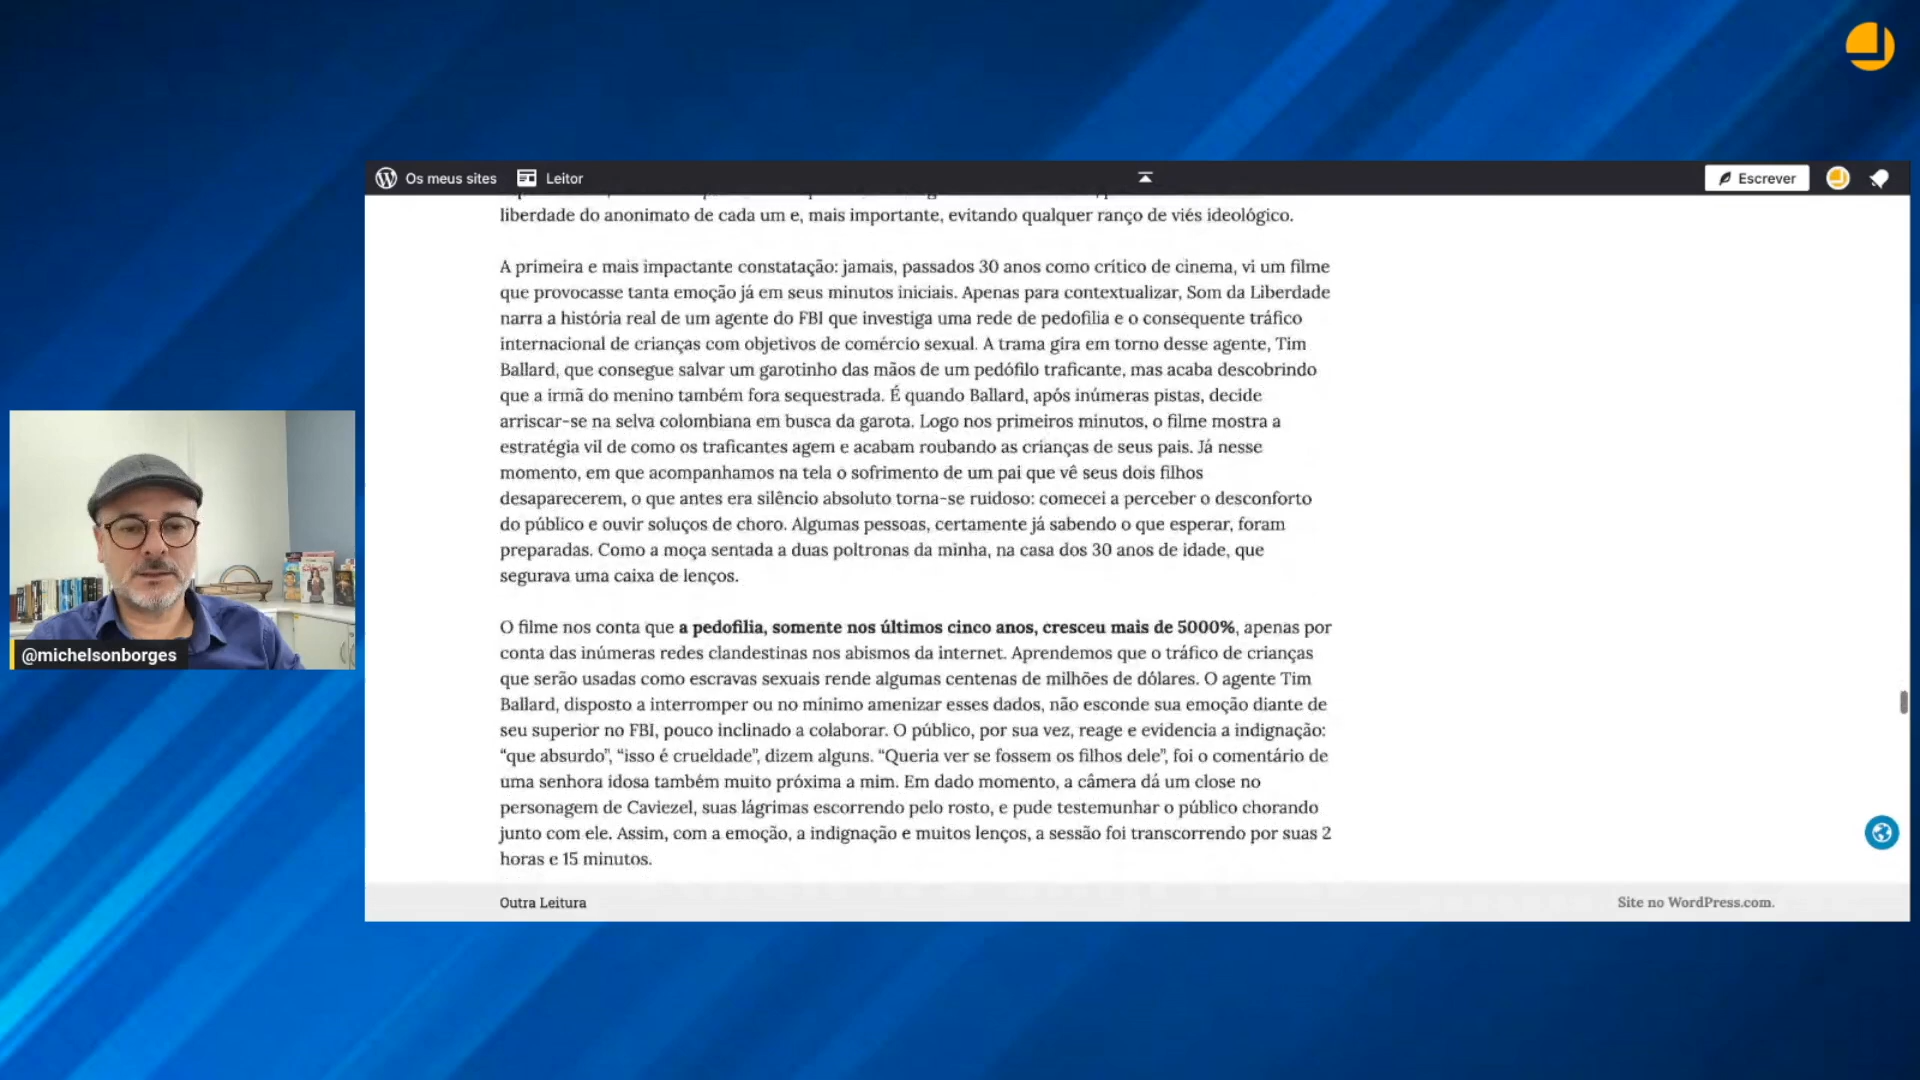 Os meus sites
Leitor
Escrever
liberdade do anonimato de cada um e, mais importante, evitando qualquer ranço de viés ideológico.
A primeira e mais impactante constatação: jamais, passados 30 anos como crítico de cinema, vi um filme
que provocasse tanta emoção já em seus minutos iniciais. Apenas para contextualizar, Som da Liberdade
narra a história real de um agente do FBI que investiga uma rede de pedofilia e o consequente tráfico
internacional de crianças com objetivos de comércio sexual. A trama gira em torno desse agente, Tim
Ballard, que consegue salvar um garotinho das mãos de um pedófilo traficante, mas acaba descobrindo
que a irmã do menino também fora sequestrada. É quando Ballard, após inúmeras pistas, decide
arriscar-se na selva colombiana em busca da garota. Logo nos primeiros minutos, o filme mostra a
estratégia vil de como os traficantes agem e acabam roubando as crianças de seus pais. Já nesse
momento, em que acompanhamos na tela o sofrimento de um pai que vê seus dois filhos
desaparecerem, o que antes era silêncio absoluto torna-se ruidoso: comecei a perceber o desconforto
do público e ouvir soluços de choro. Algumas pessoas, certamente já sabendo o que esperar, foram
preparadas. Como a moça sentada a duas poltronas da minha, na casa dos 30 anos de idade, que
segurava uma caixa de lenços.
O filme nos conta que a pedofilia, somente nos últimos cinco anos, cresceu mais de 5000%, apenas por
conta das inúmeras redes clandestinas nos abismos da internet. Aprendemos que o tráfico de crianças
que serão usadas como escravas sexuais rende algumas centenas de milhões de dólares. O agente Tim
Ballard, disposto a interromper ou no mínimo amenizar esses dados, não esconde sua emoção diante de
seu superior no FBI, pouco inclinado a colaborar. O público, por sua vez, reage e evidencia a indignação:
“que absurdo”, “isso é crueldade”, dizem alguns. “Queria ver se fossem os filhos dele”, foi o comentário de
uma senhora idosa também muito próxima a mim. Em dado momento, a câmera dá um close no
personagem de Caviezel, suas lágrimas escorrendo pelo rosto, e pude testemunhar o público chorando
junto com ele. Assim, com a emoção, a indignação e muitos lenços, a sessão foi transcorrendo por suas 2
horas e 15 minutos.
Outra Leitura
Site no WordPress.com.
@michelsonborges